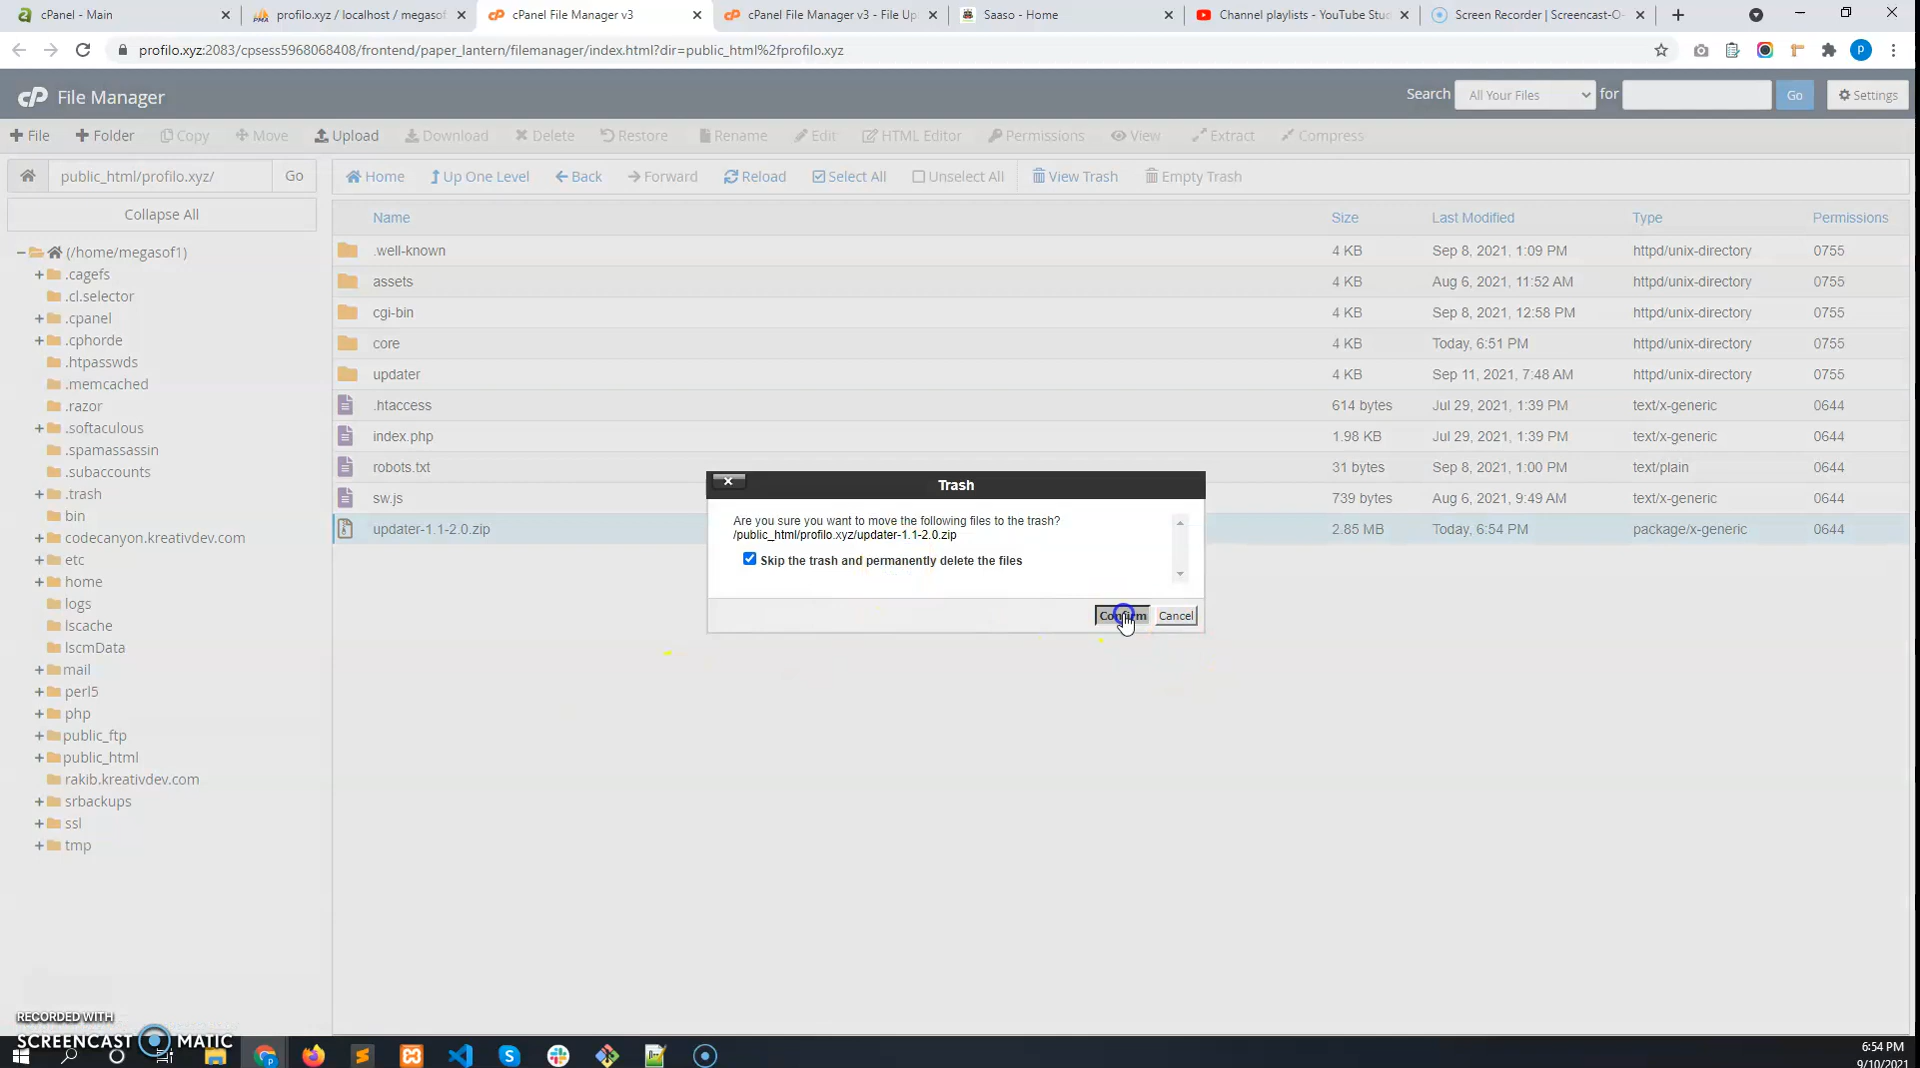 cPanel - Main
profilo.xyz / localhost / megasof
cPanel File Manager v3
cPanel File Manager v3 - File Up
Saaso - Home
Channel playlists - YouTube Stud
Screen Recorder | Screencast-O-
profilo.xyz:2083/cpsess5968068408/frontend/paper_lantern/filemanager/index.html?dir=public_html%2fprofilo.xyz
P
cP File Manager
Search All Your Files for Go Settings
File Folder Copy Move Upload Download Delete Restore Rename Edit HTML Editor Permissions View Extract Compress
public_html/profilo.xyz/ Go
Home Up One Level Back Forward Reload Select All Unselect All View Trash Empty Trash
Collapse All
(/home/megasof1)
.cagefs
.cl.selector
.cpanel
.cphorde
.htpasswds
.memcached
.razor
.softaculous
.spamassassin
.subaccounts
.trash
bin
codecanyon.kreativdev.com
etc
home
logs
lscache
lscmData
mail
perl5
php
public_ftp
public_html
rakib.kreativdev.com
srbackups
ssl
tmp
Name Size Last Modified Type Permissions
.well-known 4 KB Sep 8, 2021, 1:09 PM httpd/unix-directory 0755
assets 4 KB Aug 6, 2021, 11:52 AM httpd/unix-directory 0755
cgi-bin 4 KB Sep 8, 2021, 12:58 PM httpd/unix-directory 0755
core 4 KB Today, 6:51 PM httpd/unix-directory 0755
updater 4 KB Sep 11, 2021, 7:48 AM httpd/unix-directory 0755
.htaccess 614 bytes Jul 29, 2021, 1:39 PM text/x-generic 0644
index.php 1.98 KB Jul 29, 2021, 1:39 PM text/x-generic 0644
robots.txt 31 bytes Sep 8, 2021, 1:00 PM text/plain 0644
sw.js 739 bytes Aug 6, 2021, 9:49 AM text/x-generic 0644
updater-1.1-2.0.zip 2.85 MB Today, 6:54 PM package/x-generic 0644
Trash
Are you sure you want to move the following files to the trash?
/public_html/profilo.xyz/updater-1.1-2.0.zip
Skip the trash and permanently delete the files
Confirm Cancel
RECORDED WITH
SCREENCAST MATIC
6:54 PM
9/10/2021